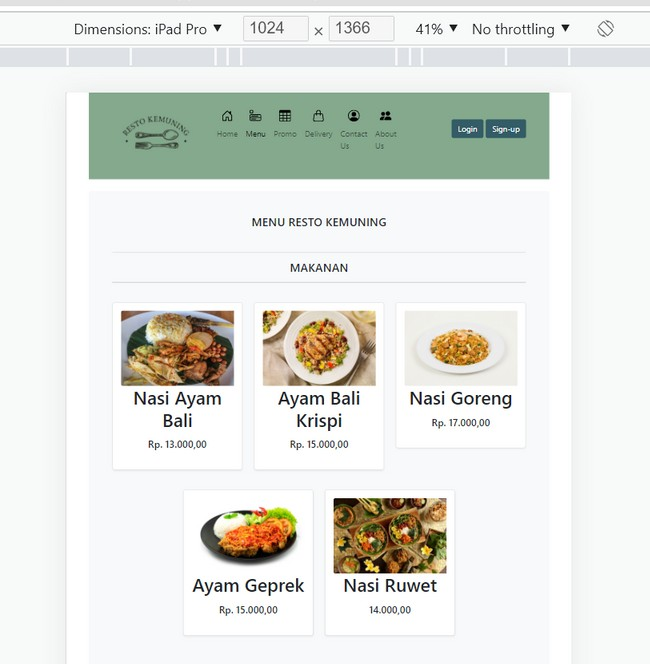 Dimensions: iPad Pro ▼ 1024 × 1366 41% ▼ No throttling ▼
RESTO KEMUNING
Home Menu Promo Delivery Contact Us About Us
Login Sign-up
MENU RESTO KEMUNING
MAKANAN
Nasi Ayam
Bali
Rp. 13.000,00
Ayam Bali
Krispi
Rp. 15.000,00
Nasi Goreng
Rp. 17.000,00
Ayam Geprek
Rp. 15.000,00
Nasi Ruwet
14.000,00